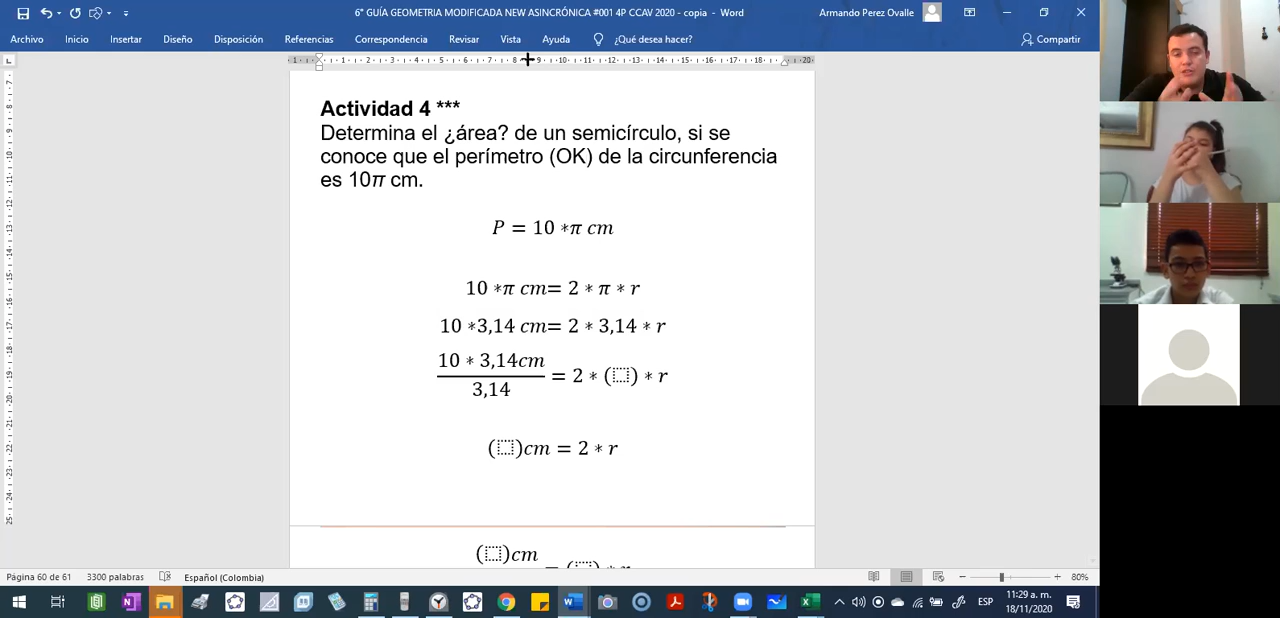 6° GUÍA GEOMETRIA MODIFICADA NEW ASINCRÓNICA #001 4P CCAV 2020 - copia - Word
Armando Perez Ovalle
Archivo Inicio Insertar Diseño Disposición Referencias Correspondencia Revisar Vista Ayuda ¿Qué desea hacer? Compartir
Actividad 4 ***
Determina el ¿área? de un semicírculo, si se
conoce que el perímetro (OK) de la circunferencia
es 10π cm.
P = 10 *π cm
10 *π cm= 2 * π * r
10 *3,14 cm= 2 * 3,14 * r
10 * 3,14cm
3,14
= 2 * (⬚) * r
(⬚)cm = 2 * r
(⬚)cm
Página 60 de 61 3300 palabras Español (Colombia) 80%
ESP
11:29 a. m.
18/11/2020